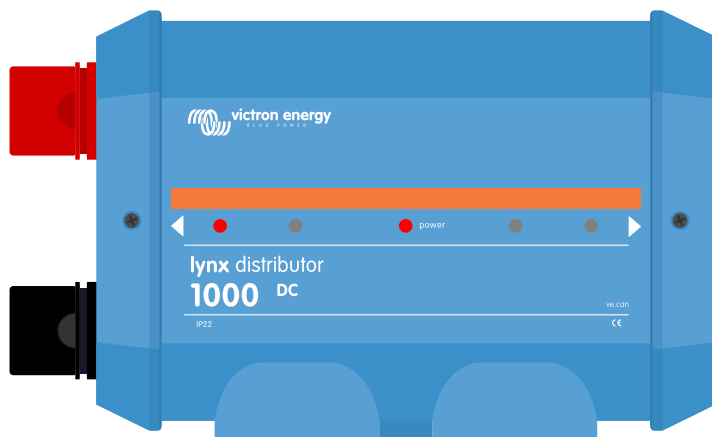 victron energy
BLUE POWER
power
lynx distributor
1000 DC
ve.can
IP22
CE